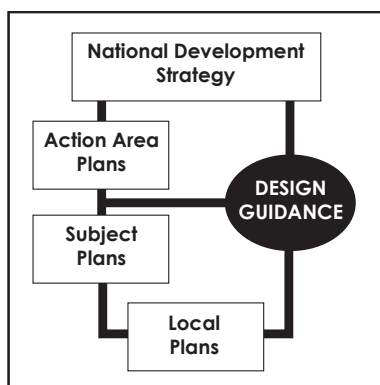 National Development
Strategy
Action Area
Plans
DESIGN
GUIDANCE
Subject
Plans
Local
Plans